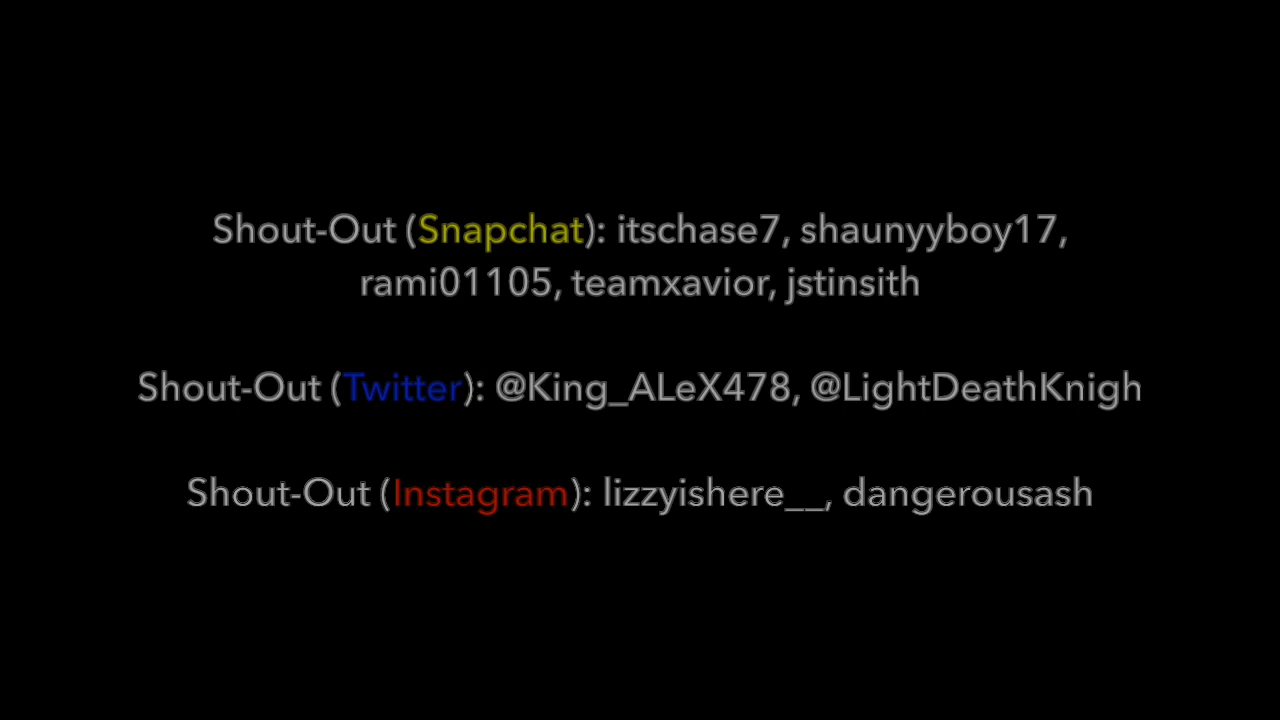 Shout-Out (Snapchat): itschase7, shaunyyboy17,
rami01105, teamxavior, jstinsith
Shout-Out (Twitter): @King_ALeX478, @LightDeathKnigh
Shout-Out (Instagram): lizzyishere__, dangerousash